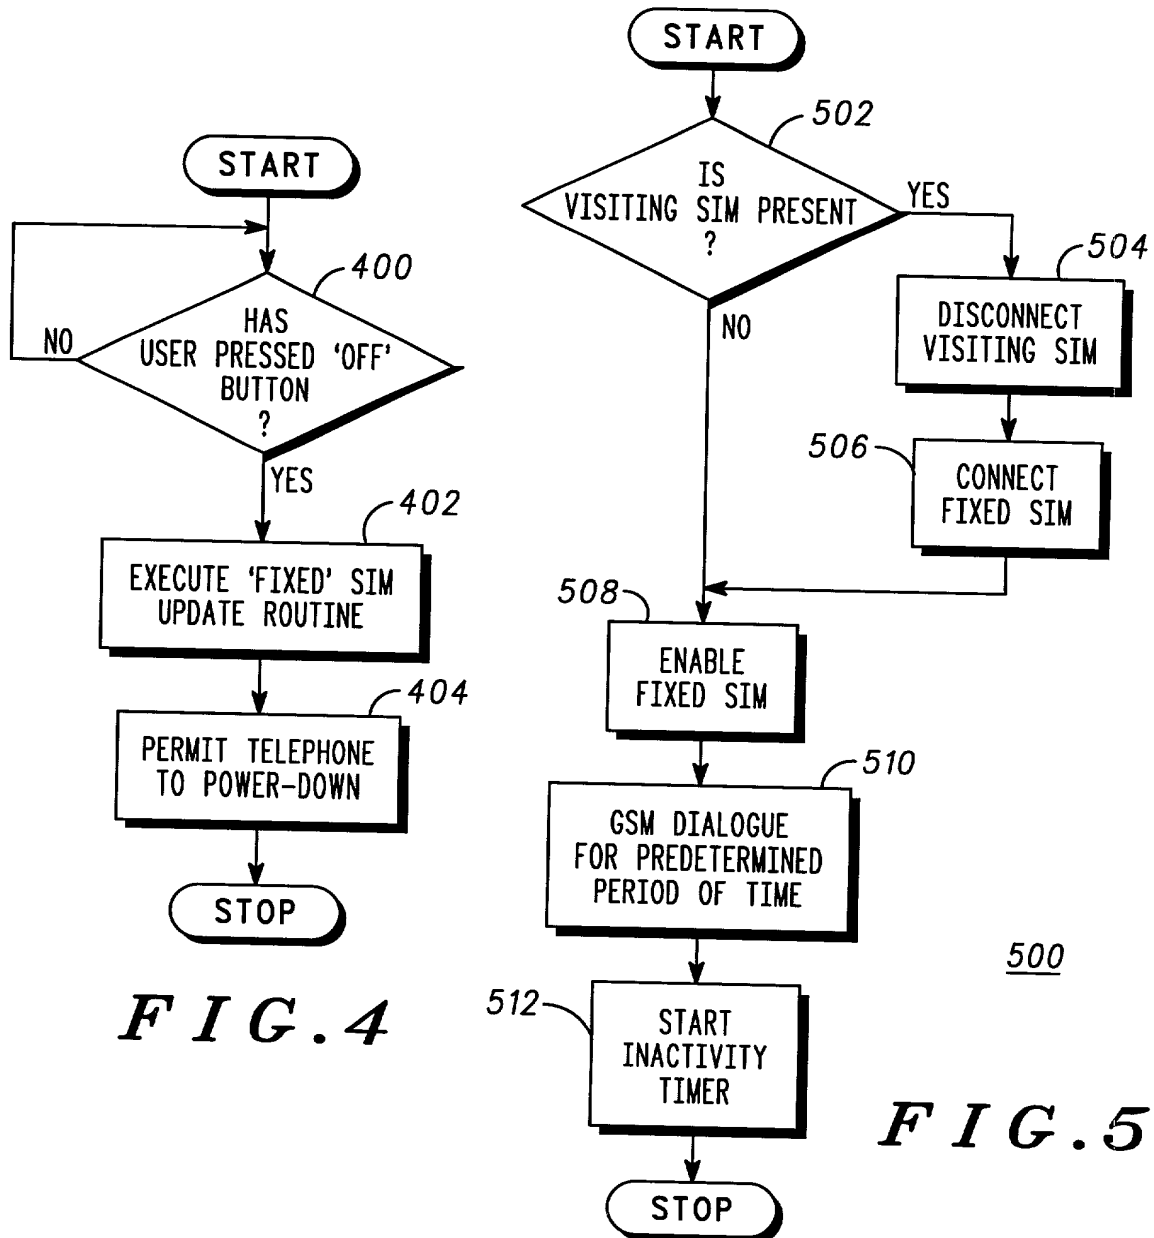 START
400
HAS
USER PRESSED 'OFF'
BUTTON
?
NO
YES
402
EXECUTE 'FIXED' SIM
UPDATE ROUTINE
404
PERMIT TELEPHONE
TO POWER-DOWN
STOP
FIG.4
START
502
IS
VISITING SIM PRESENT
?
YES
NO
504
DISCONNECT
VISITING SIM
506
CONNECT
FIXED SIM
508
ENABLE
FIXED SIM
510
GSM DIALOGUE
FOR PREDETERMINED
PERIOD OF TIME
500
512
START
INACTIVITY
TIMER
STOP
FIG.5